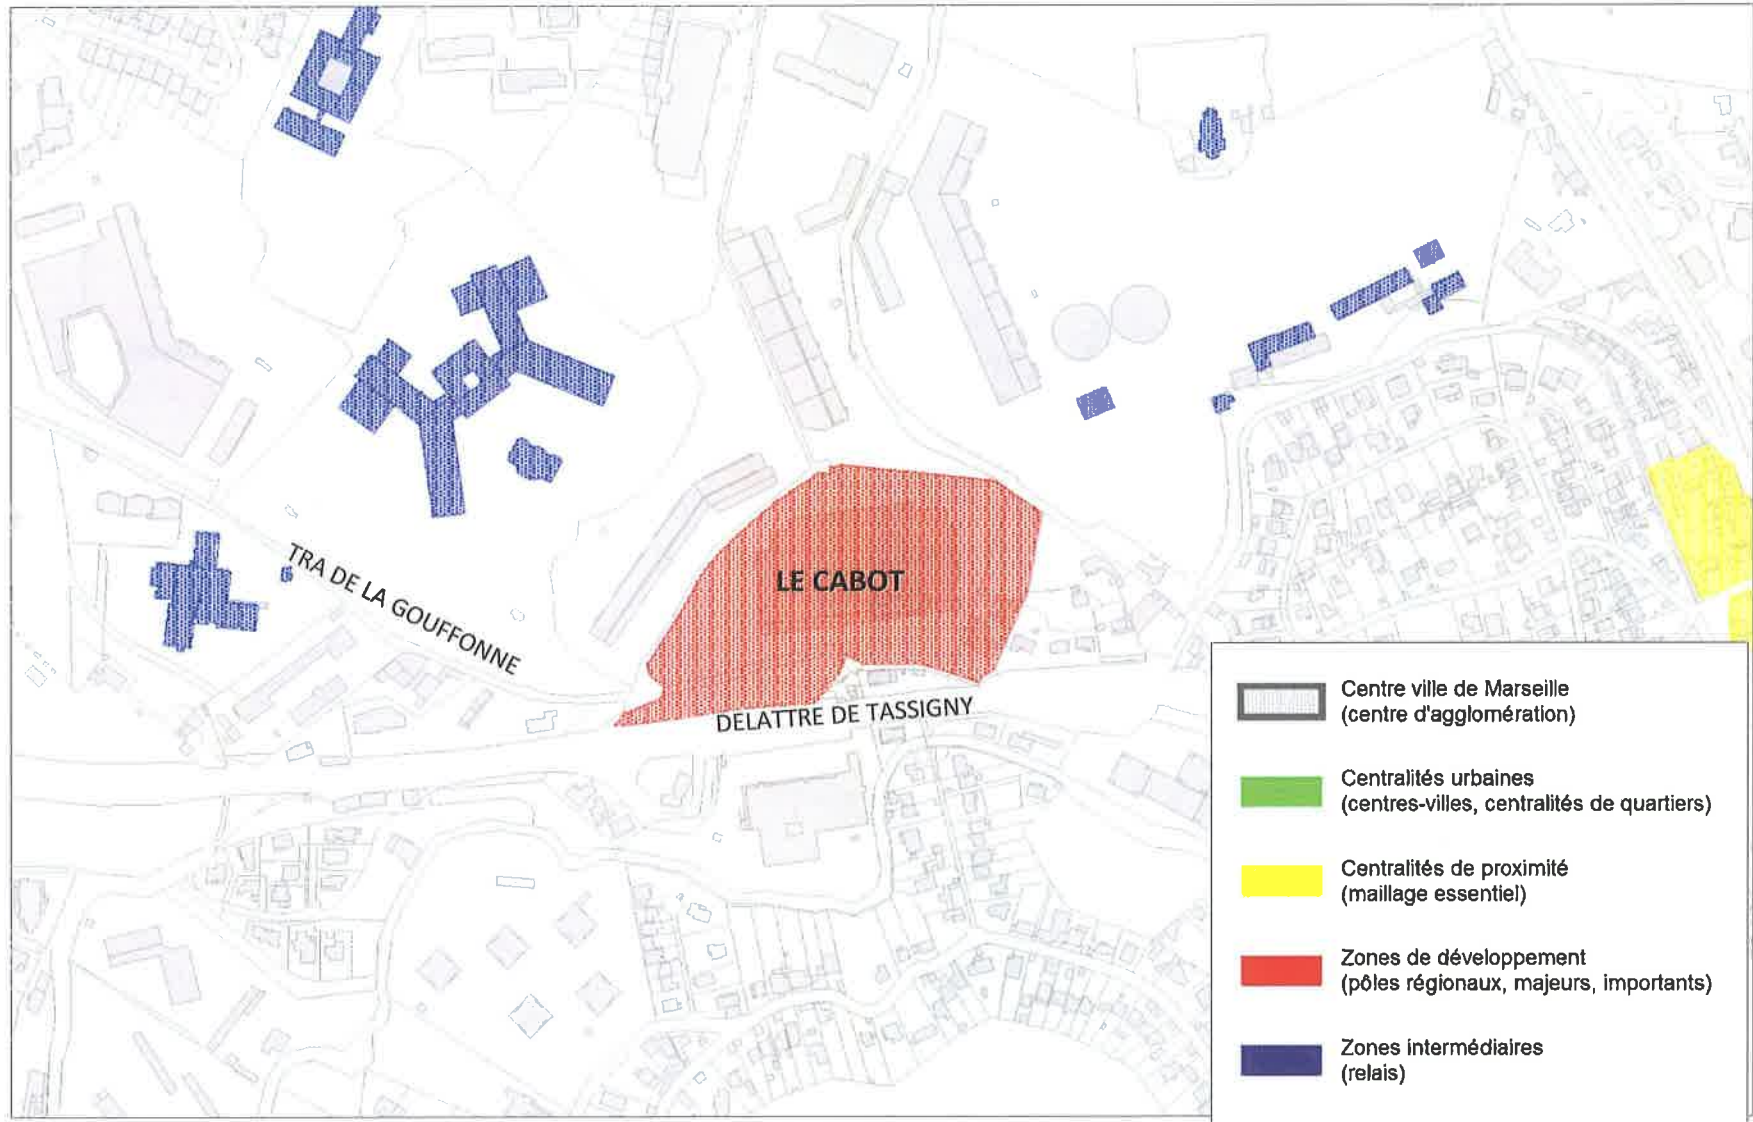 LE CABOT
TRA DE LA GOUFFONNE
DELATTRE DE TASSIGNY
Centre ville de Marseille
(centre d'agglomération)
Centralités urbaines
(centres-villes, centralités de quartiers)
Centralités de proximité
(maillage essentiel)
Zones de développement
(pôles régionaux, majeurs, importants)
Zones intermédiaires
(relais)